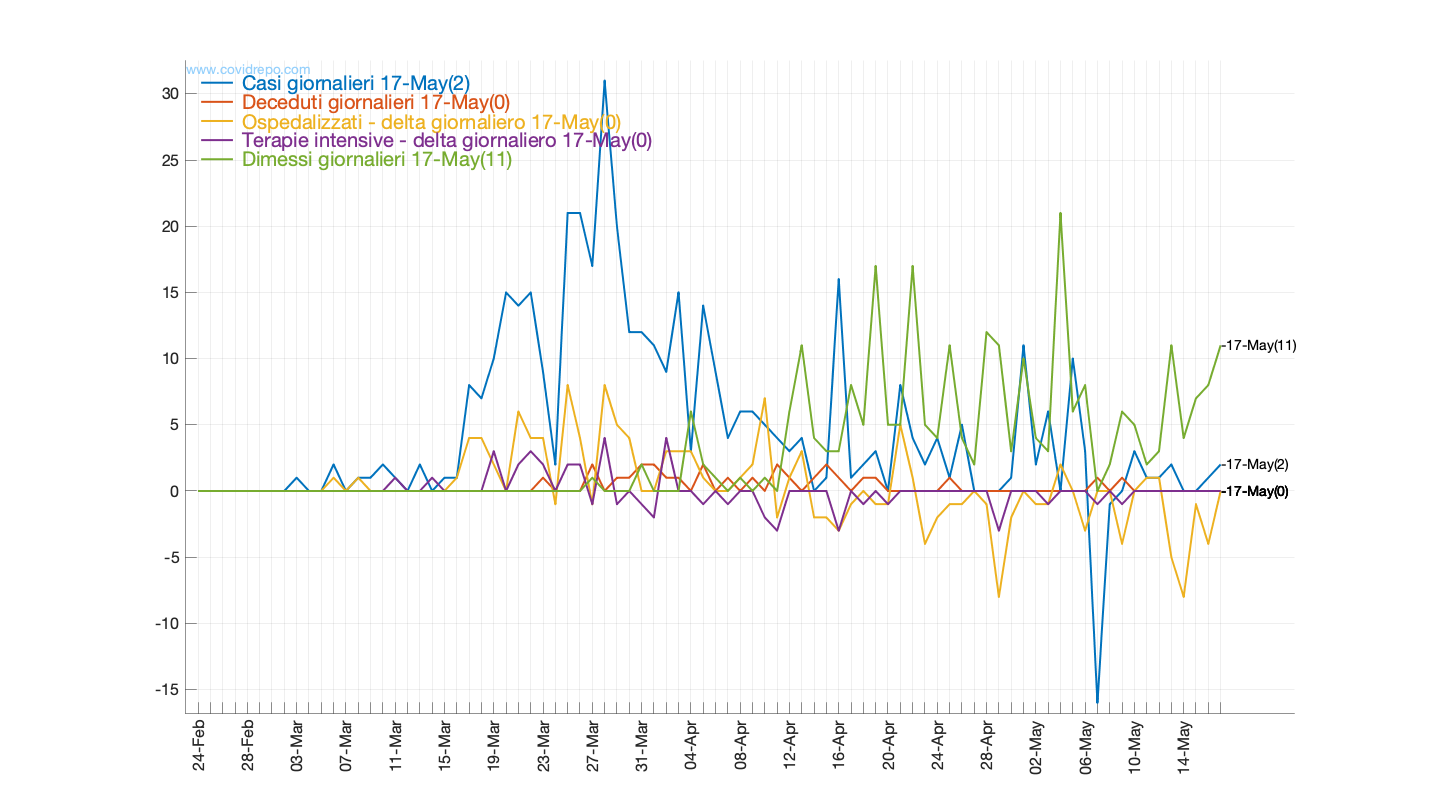 www.covidrepo.com
Casi giornalieri 17-May(2)
Deceduti giornalieri 17-May(0)
Ospedalizzati - delta giornaliero 17-May(0)
Terapie intensive - delta giornaliero 17-May(0)
Dimessi giornalieri 17-May(11)
30
25
20
15
10
5
0
-5
-10
-15
-17-May(11)
-17-May(2)
-17-May(0)
24-Feb
28-Feb
03-Mar
07-Mar
11-Mar
15-Mar
19-Mar
23-Mar
27-Mar
31-Mar
04-Apr
08-Apr
12-Apr
16-Apr
20-Apr
24-Apr
28-Apr
02-May
06-May
10-May
14-May